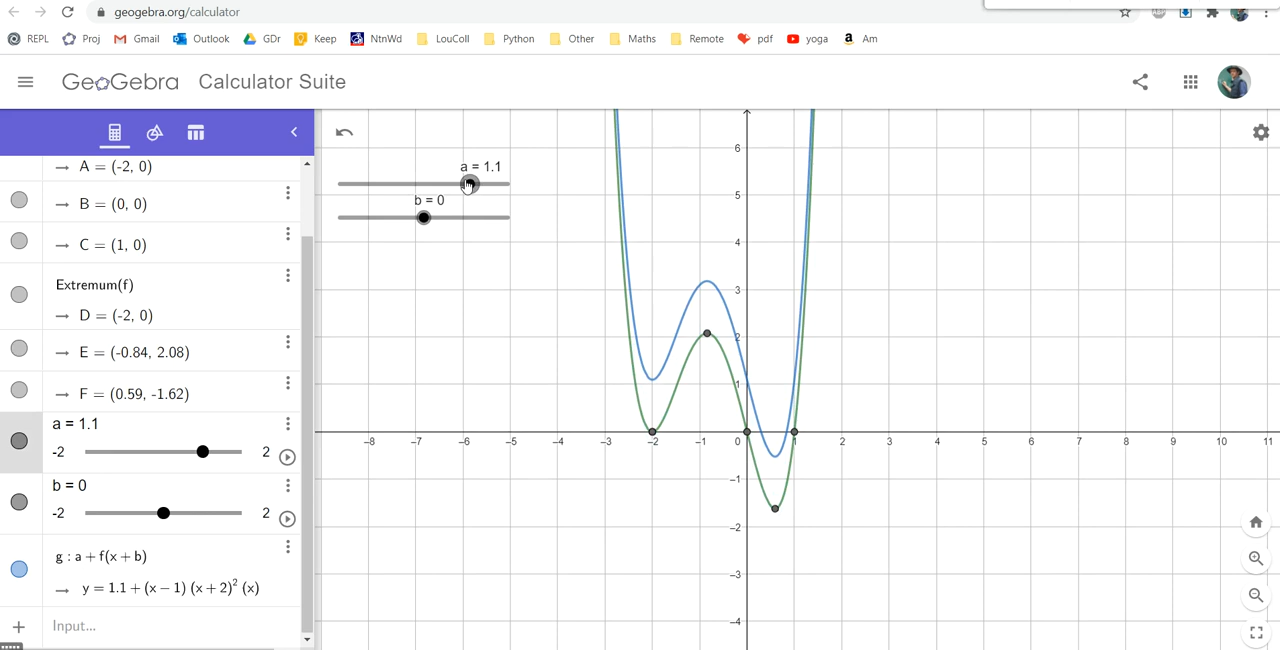 geogebra.org/calculator
REPL Proj Gmail Outlook GDr Keep NtnWd LouColl Python Other Maths Remote pdf yoga Am
GeoGebra Calculator Suite
→ A = (-2, 0)
→ B = (0, 0)
→ C = (1, 0)
Extremum(f)
→ D = (-2, 0)
→ E = (-0.84, 2.08)
→ F = (0.59, -1.62)
a = 1.1
-2 2
b = 0
-2 2
g : a + f(x + b)
→ y = 1.1 + (x − 1) (x + 2)² (x)
+ Input...
a = 1.1
b = 0
6
5
4
3
2
1
−8 −7 −6 −5 −4 −3 −2 −1 0 1 2 3 4 5 6 7 8 9 10 11
−1
−2
−3
−4